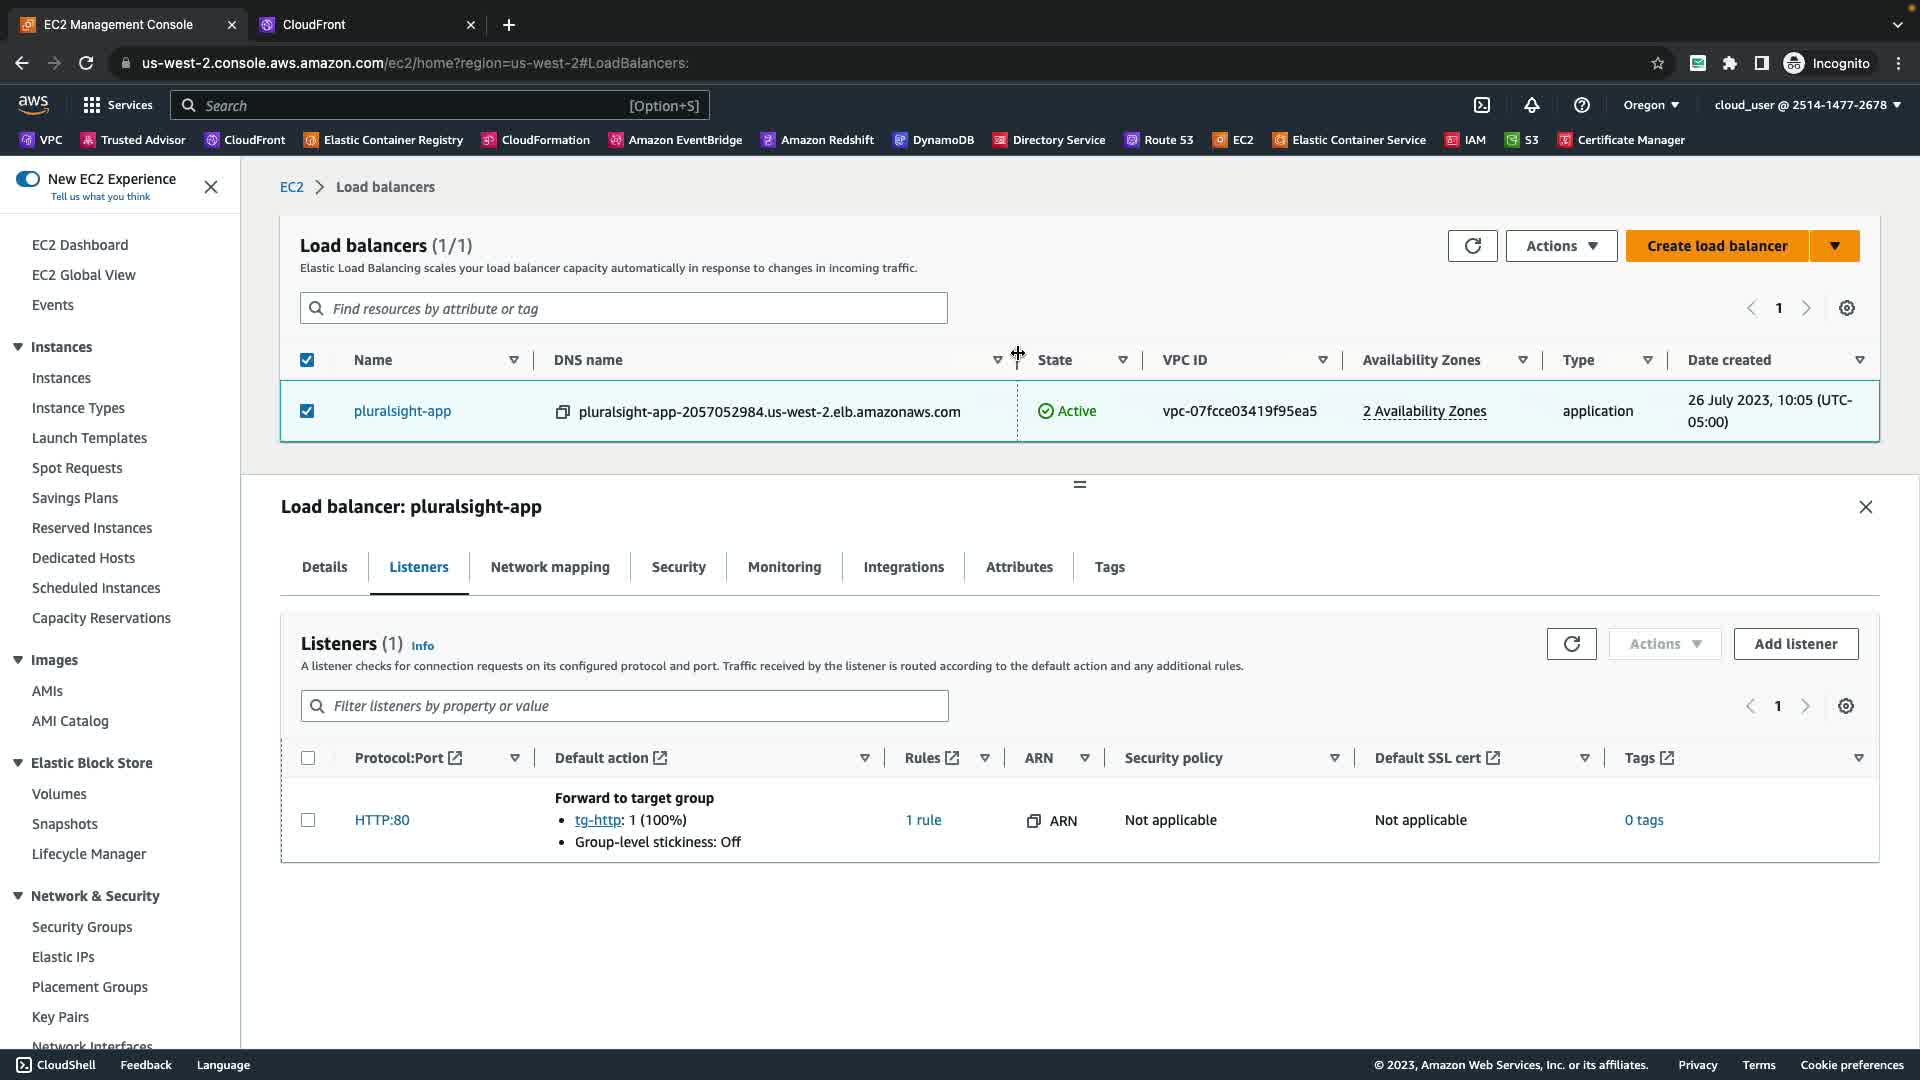 EC2 Management Console
CloudFront
us-west-2.console.aws.amazon.com/ec2/home?region=us-west-2#LoadBalancers:
Incognito
aws
Services
Search
[Option+S]
Oregon
cloud_user @ 2514-1477-2678
VPC
Trusted Advisor
CloudFront
Elastic Container Registry
CloudFormation
Amazon EventBridge
Amazon Redshift
DynamoDB
Directory Service
Route 53
EC2
Elastic Container Service
IAM
S3
Certificate Manager
New EC2 Experience
Tell us what you think
EC2 Dashboard
EC2 Global View
Events
Instances
Instances
Instance Types
Launch Templates
Spot Requests
Savings Plans
Reserved Instances
Dedicated Hosts
Scheduled Instances
Capacity Reservations
Images
AMIs
AMI Catalog
Elastic Block Store
Volumes
Snapshots
Lifecycle Manager
Network & Security
Security Groups
Elastic IPs
Placement Groups
Key Pairs
Network Interfaces
EC2
Load balancers
Load balancers (1/1)
Elastic Load Balancing scales your load balancer capacity automatically in response to changes in incoming traffic.
Actions
Create load balancer
Find resources by attribute or tag
1
Name
DNS name
State
VPC ID
Availability Zones
Type
Date created
pluralsight-app
pluralsight-app-2057052984.us-west-2.elb.amazonaws.com
Active
vpc-07fcce03419f95ea5
2 Availability Zones
application
26 July 2023, 10:05 (UTC-
05:00)
Load balancer: pluralsight-app
Details
Listeners
Network mapping
Security
Monitoring
Integrations
Attributes
Tags
Listeners (1)
Info
A listener checks for connection requests on its configured protocol and port. Traffic received by the listener is routed according to the default action and any additional rules.
Actions
Add listener
Filter listeners by property or value
1
Protocol:Port
Default action
Rules
ARN
Security policy
Default SSL cert
Tags
HTTP:80
Forward to target group
• tg-http: 1 (100%)
• Group-level stickiness: Off
1 rule
ARN
Not applicable
Not applicable
0 tags
CloudShell
Feedback
Language
© 2023, Amazon Web Services, Inc. or its affiliates.
Privacy
Terms
Cookie preferences